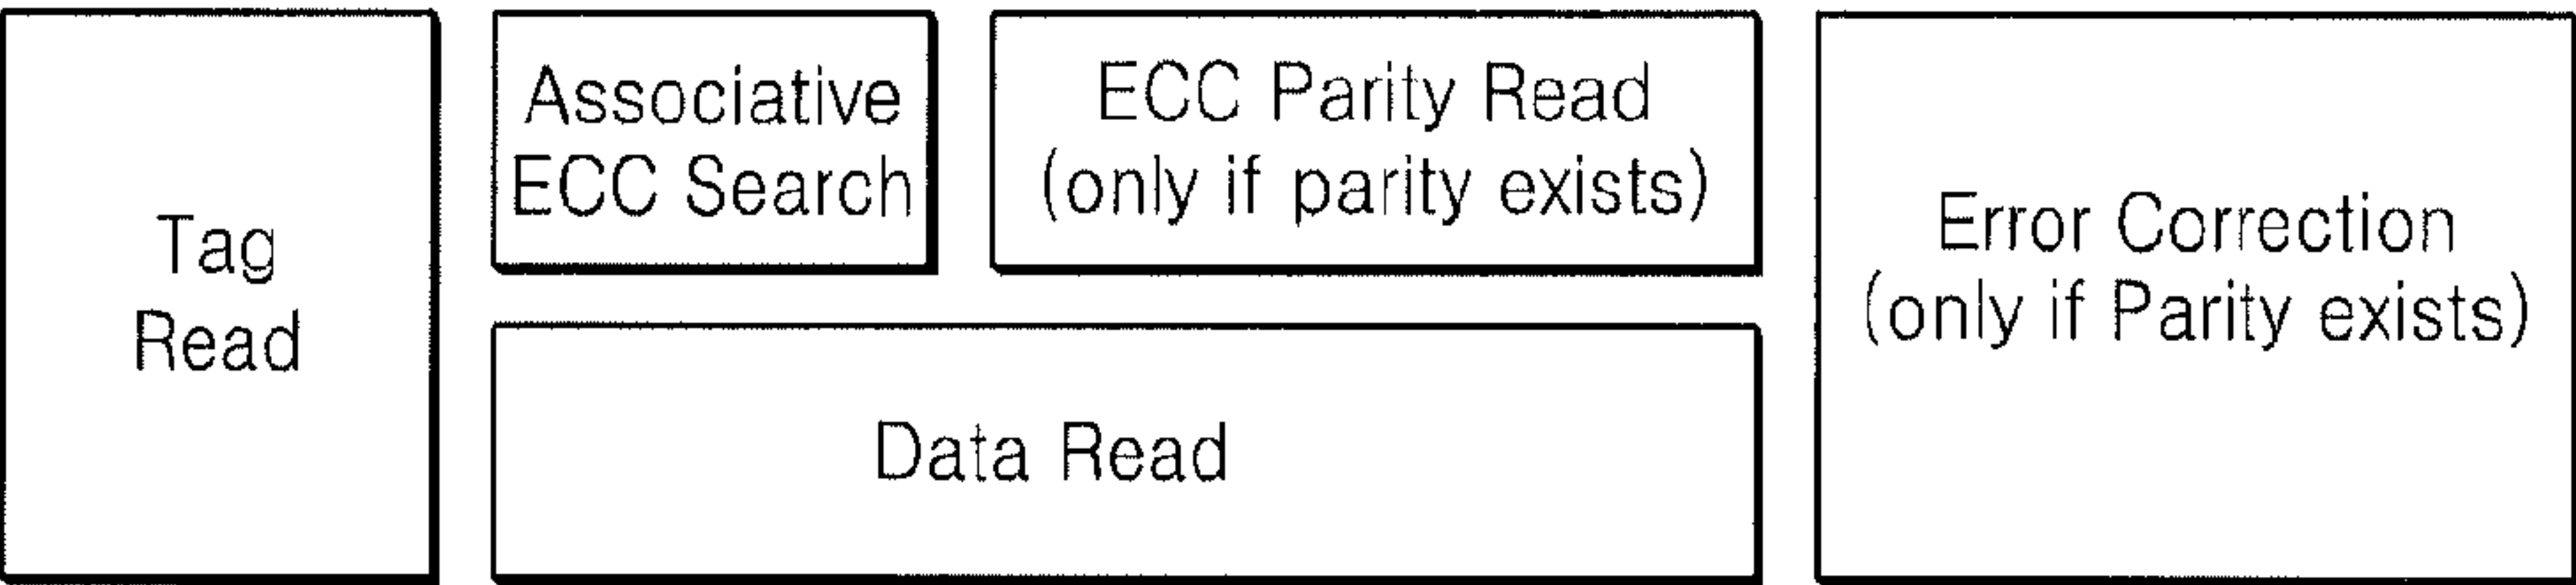 Tag
Read
Associative
ECC Search
ECC Parity Read
(only if parity exists)
Data Read
Error Correction
(only if Parity exists)